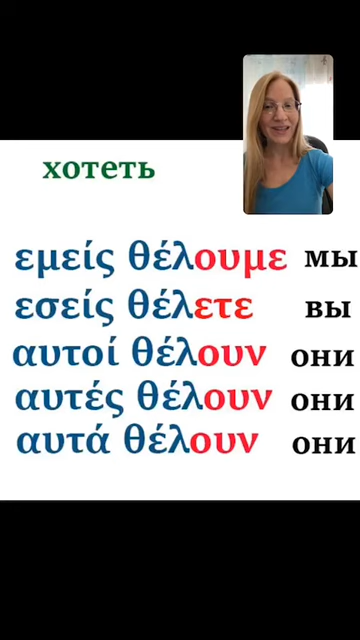 хотеть
εμείς θέλουμε мы
εσείς θέλετε вы
αυτοί θέλουν они
αυτές θέλουν они
αυτά θέλουν они